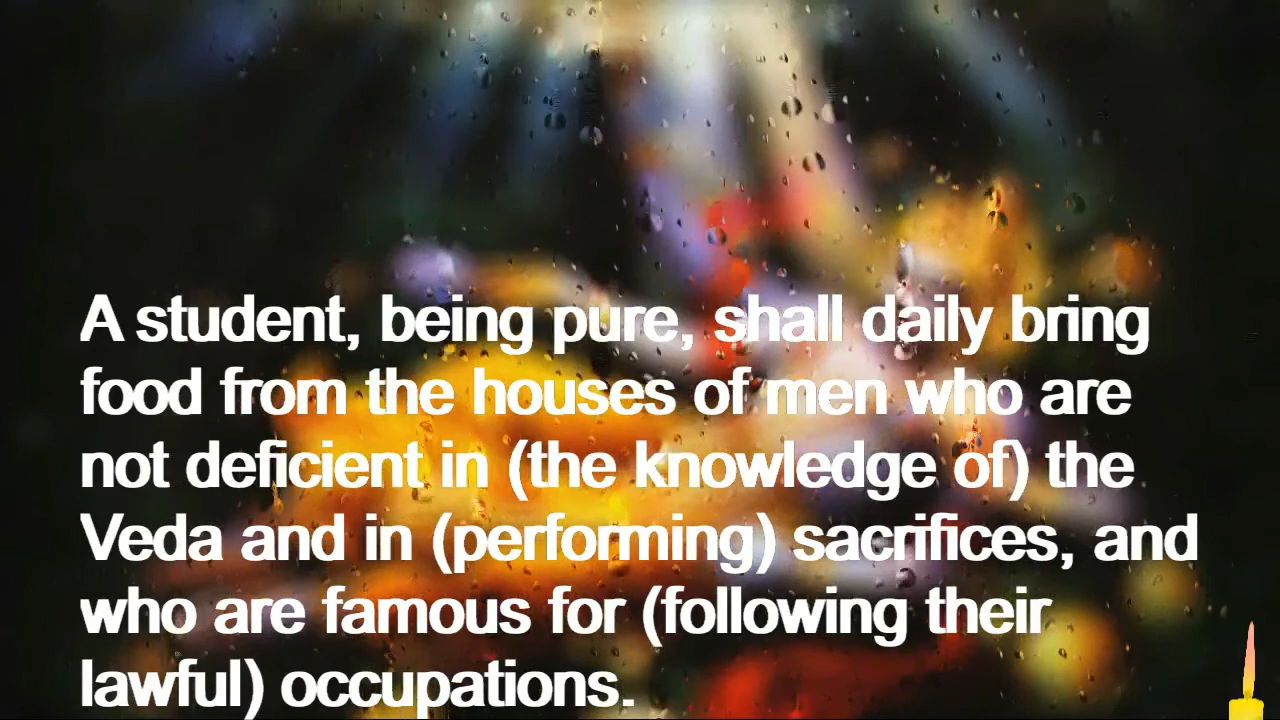 A student, being pure, shall daily bring
food from the houses of men who are
not deficient in (the knowledge of) the
Veda and in (performing) sacrifices, and
who are famous for (following their
lawful) occupations.